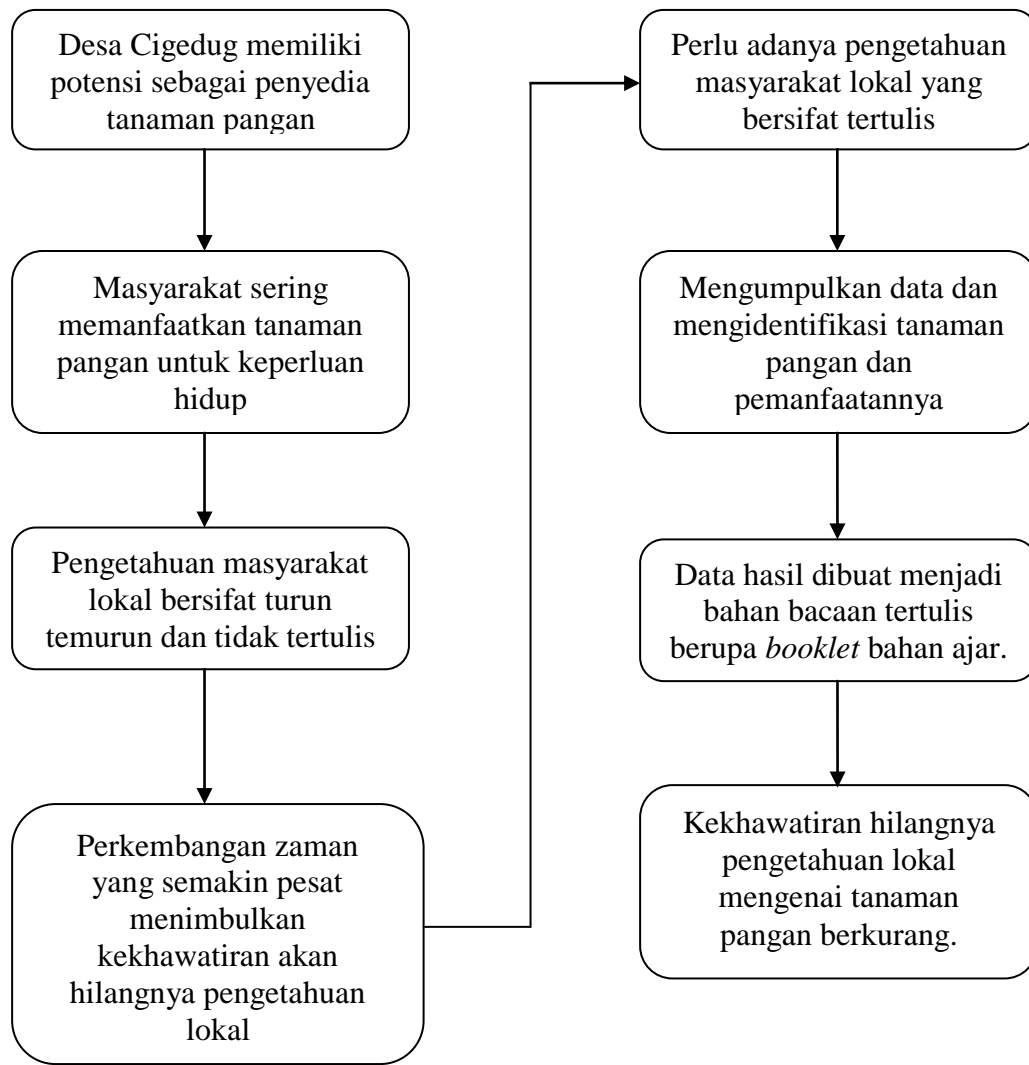 Desa Cigedug memiliki
potensi sebagai penyedia
tanaman pangan
Masyarakat sering
memanfaatkan tanaman
pangan untuk keperluan
hidup
Pengetahuan masyarakat
lokal bersifat turun
temurun dan tidak tertulis
Perkembangan zaman
yang semakin pesat
menimbulkan
kekhawatiran akan
hilangnya pengetahuan
lokal
Perlu adanya pengetahuan
masyarakat lokal yang
bersifat tertulis
Mengumpulkan data dan
mengidentifikasi tanaman
pangan dan
pemanfaatannya
Data hasil dibuat menjadi
bahan bacaan tertulis
berupa booklet bahan ajar.
Kekhawatiran hilangnya
pengetahuan lokal
mengenai tanaman
pangan berkurang.